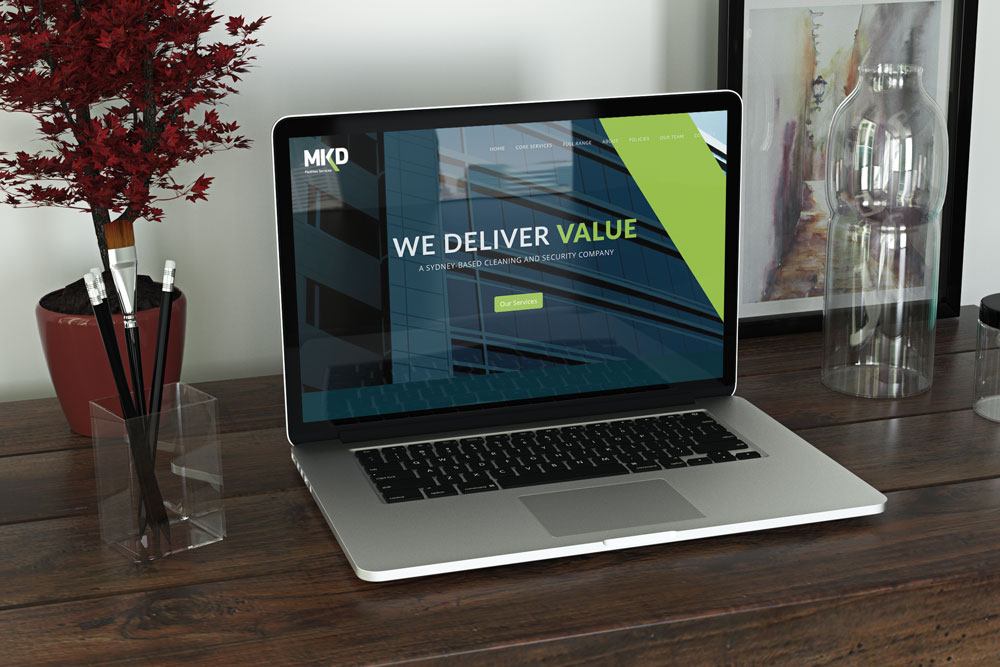 MKD
Facilities Services
HOME CORE SERVICES FULL RANGE ABOUT POLICIES OUR TEAM
WE DELIVER VALUE
A SYDNEY-BASED CLEANING AND SECURITY COMPANY
Our Services